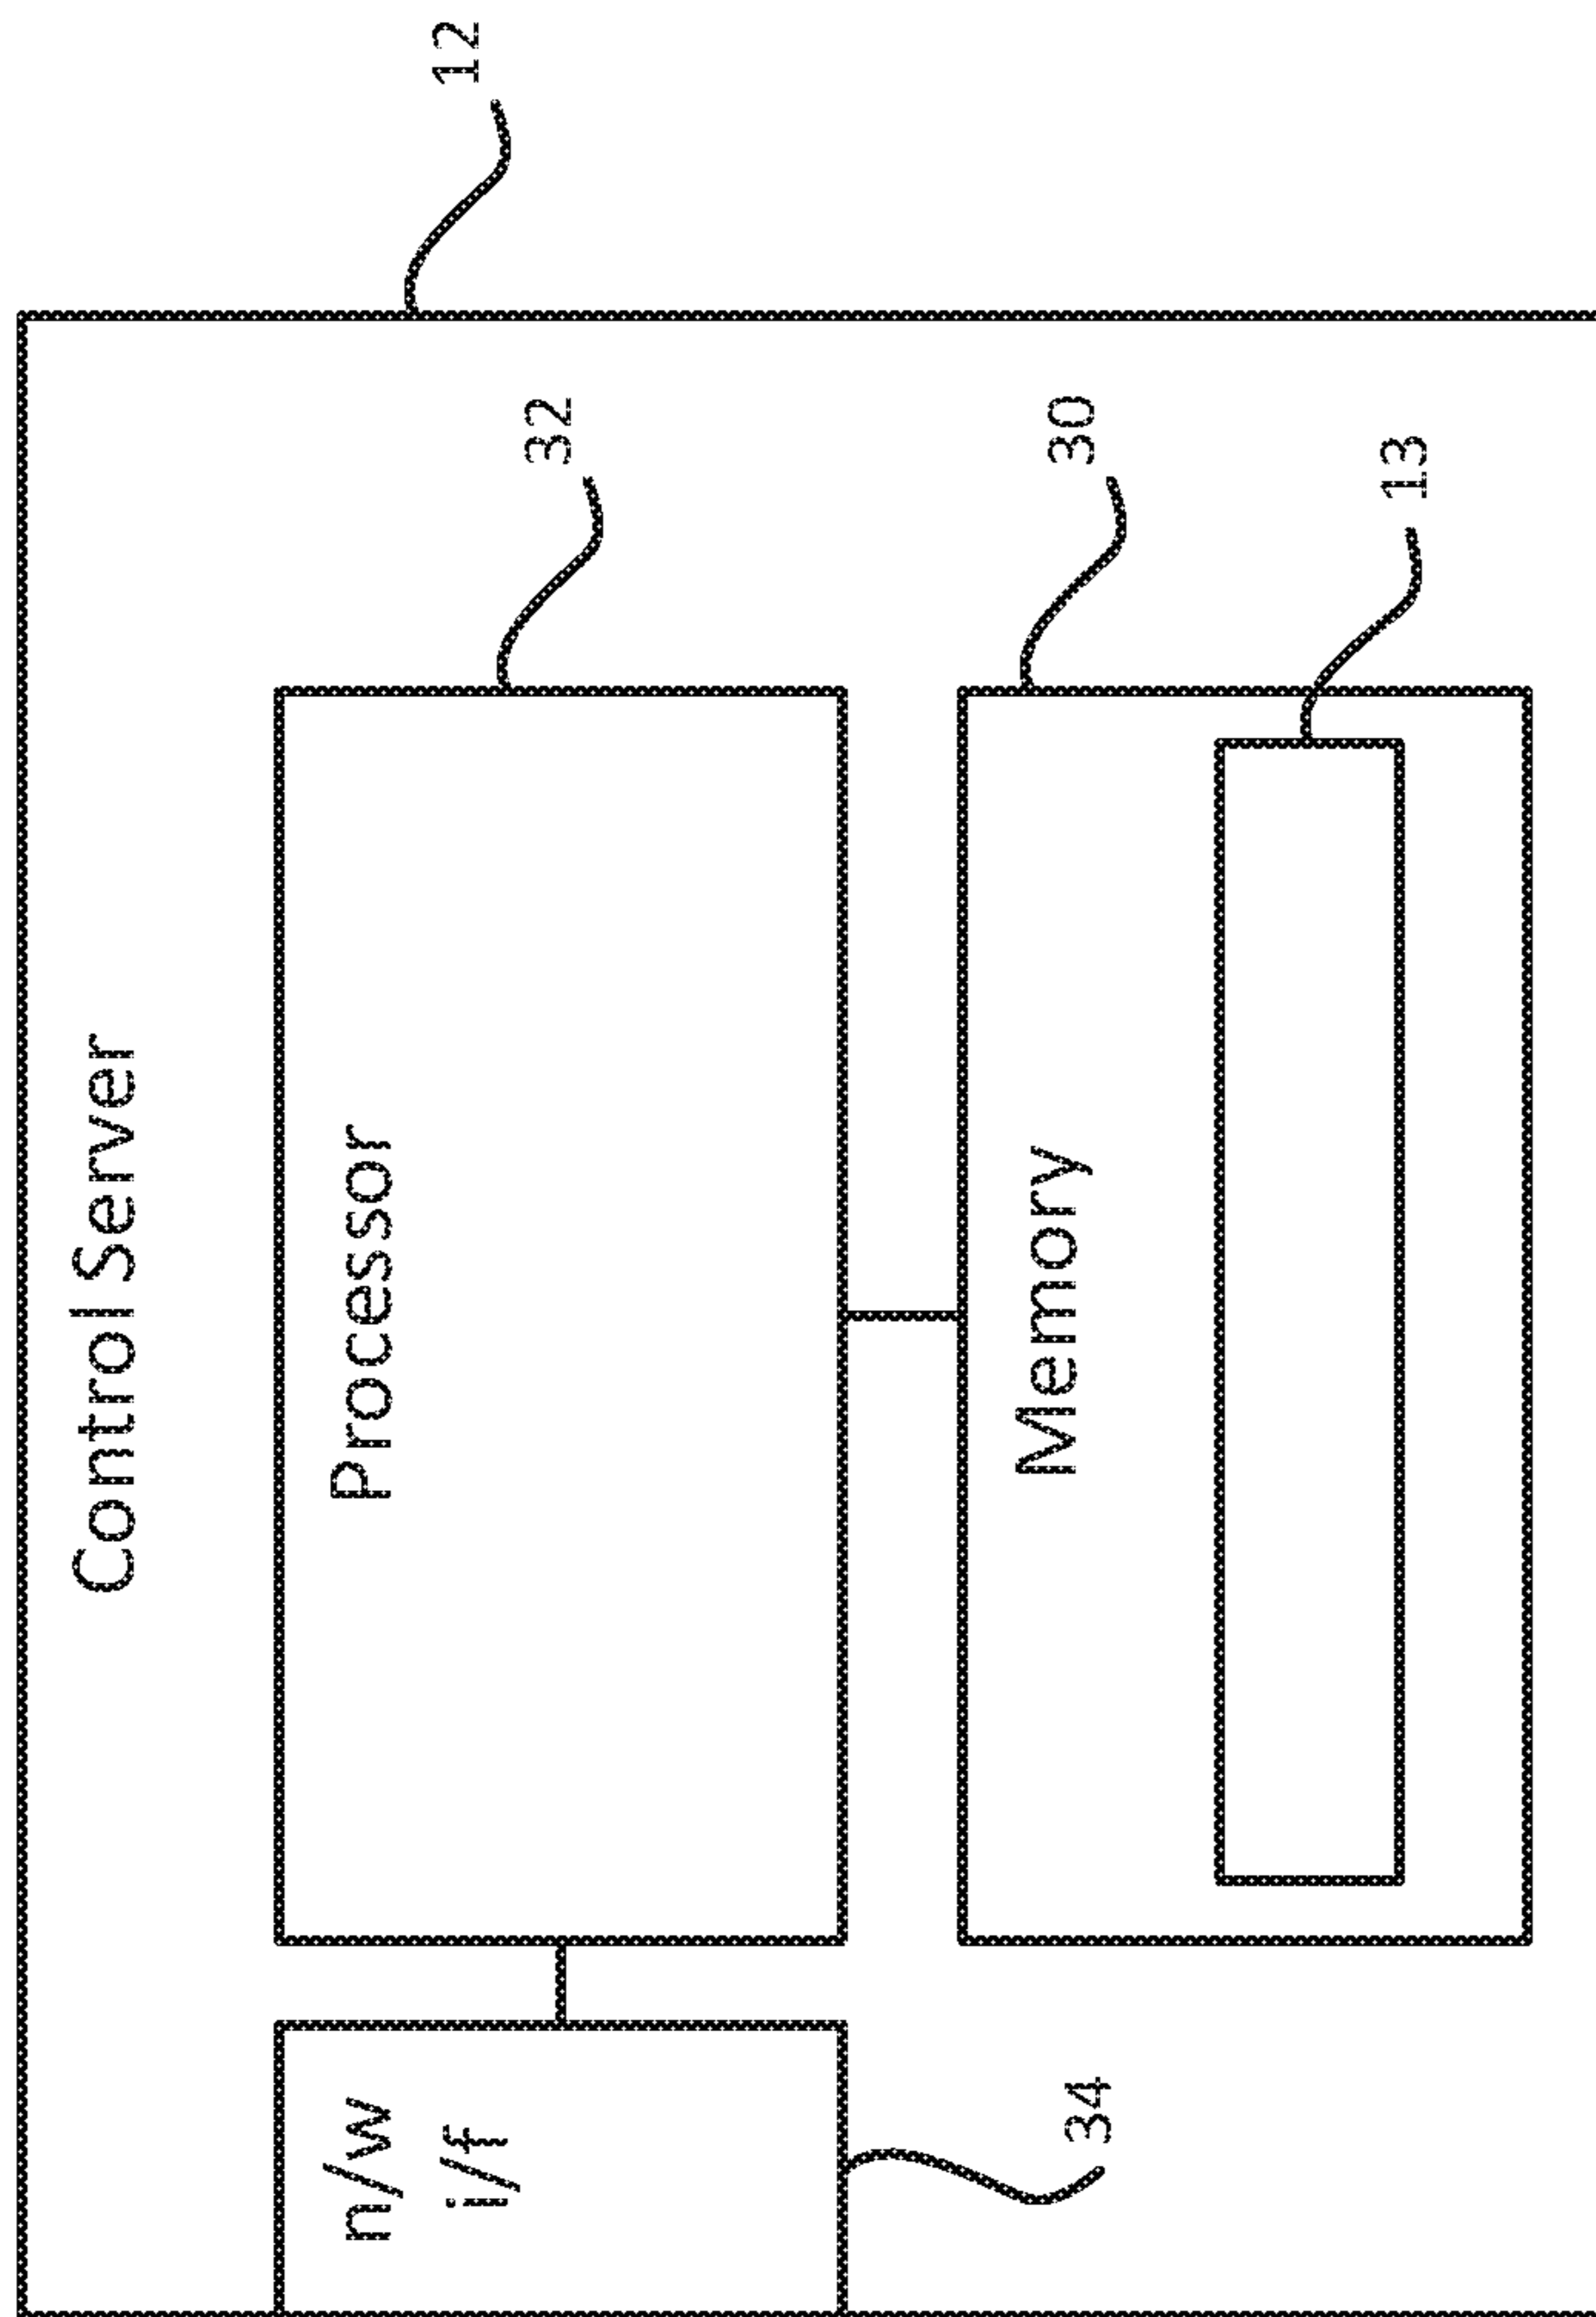 12
Control Server
32
Processor
n/w
i/f
30
Memory
13
34